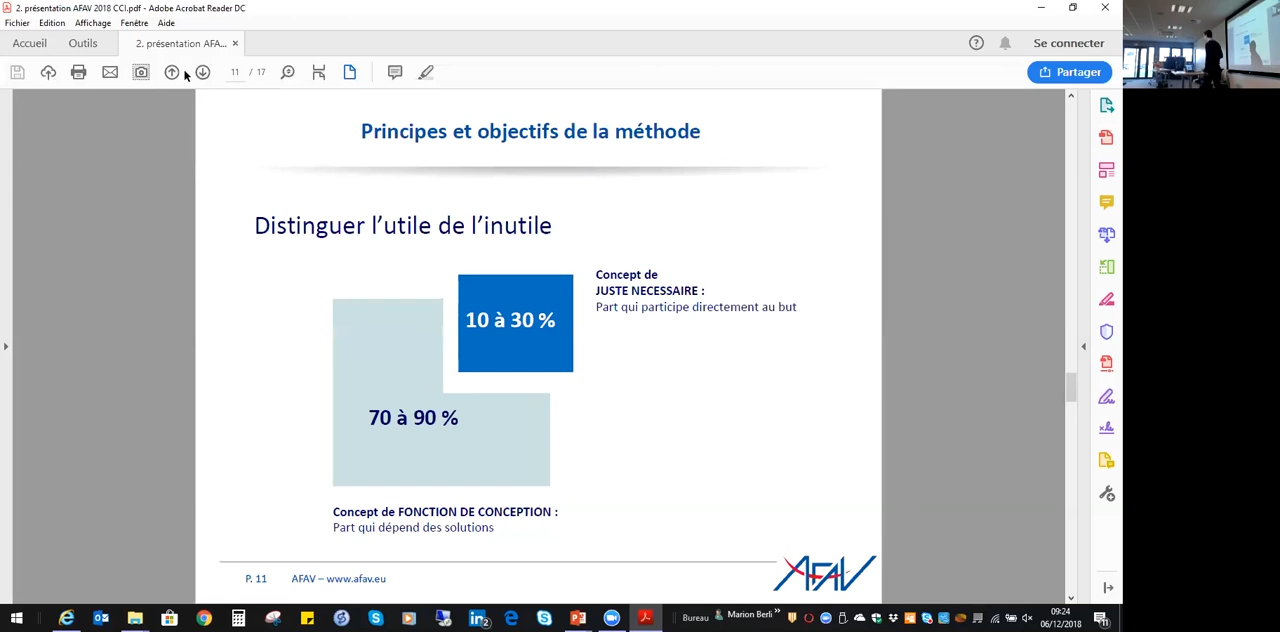 2. présentation AFAV 2018 CCI.pdf - Adobe Acrobat Reader DC
Fichier Edition Affichage Fenêtre Aide
Accueil Outils 2. présentation AFA... × Se connecter
11 / 17
Partager
Principes et objectifs de la méthode
Distinguer l’utile de l’inutile
Concept de
JUSTE NECESSAIRE :
Part qui participe directement au but
10 à 30 %
70 à 90 %
Concept de FONCTION DE CONCEPTION :
Part qui dépend des solutions
P. 11 AFAV – www.afav.eu
AFAV
Bureau Marion Berli
09:24
06/12/2018